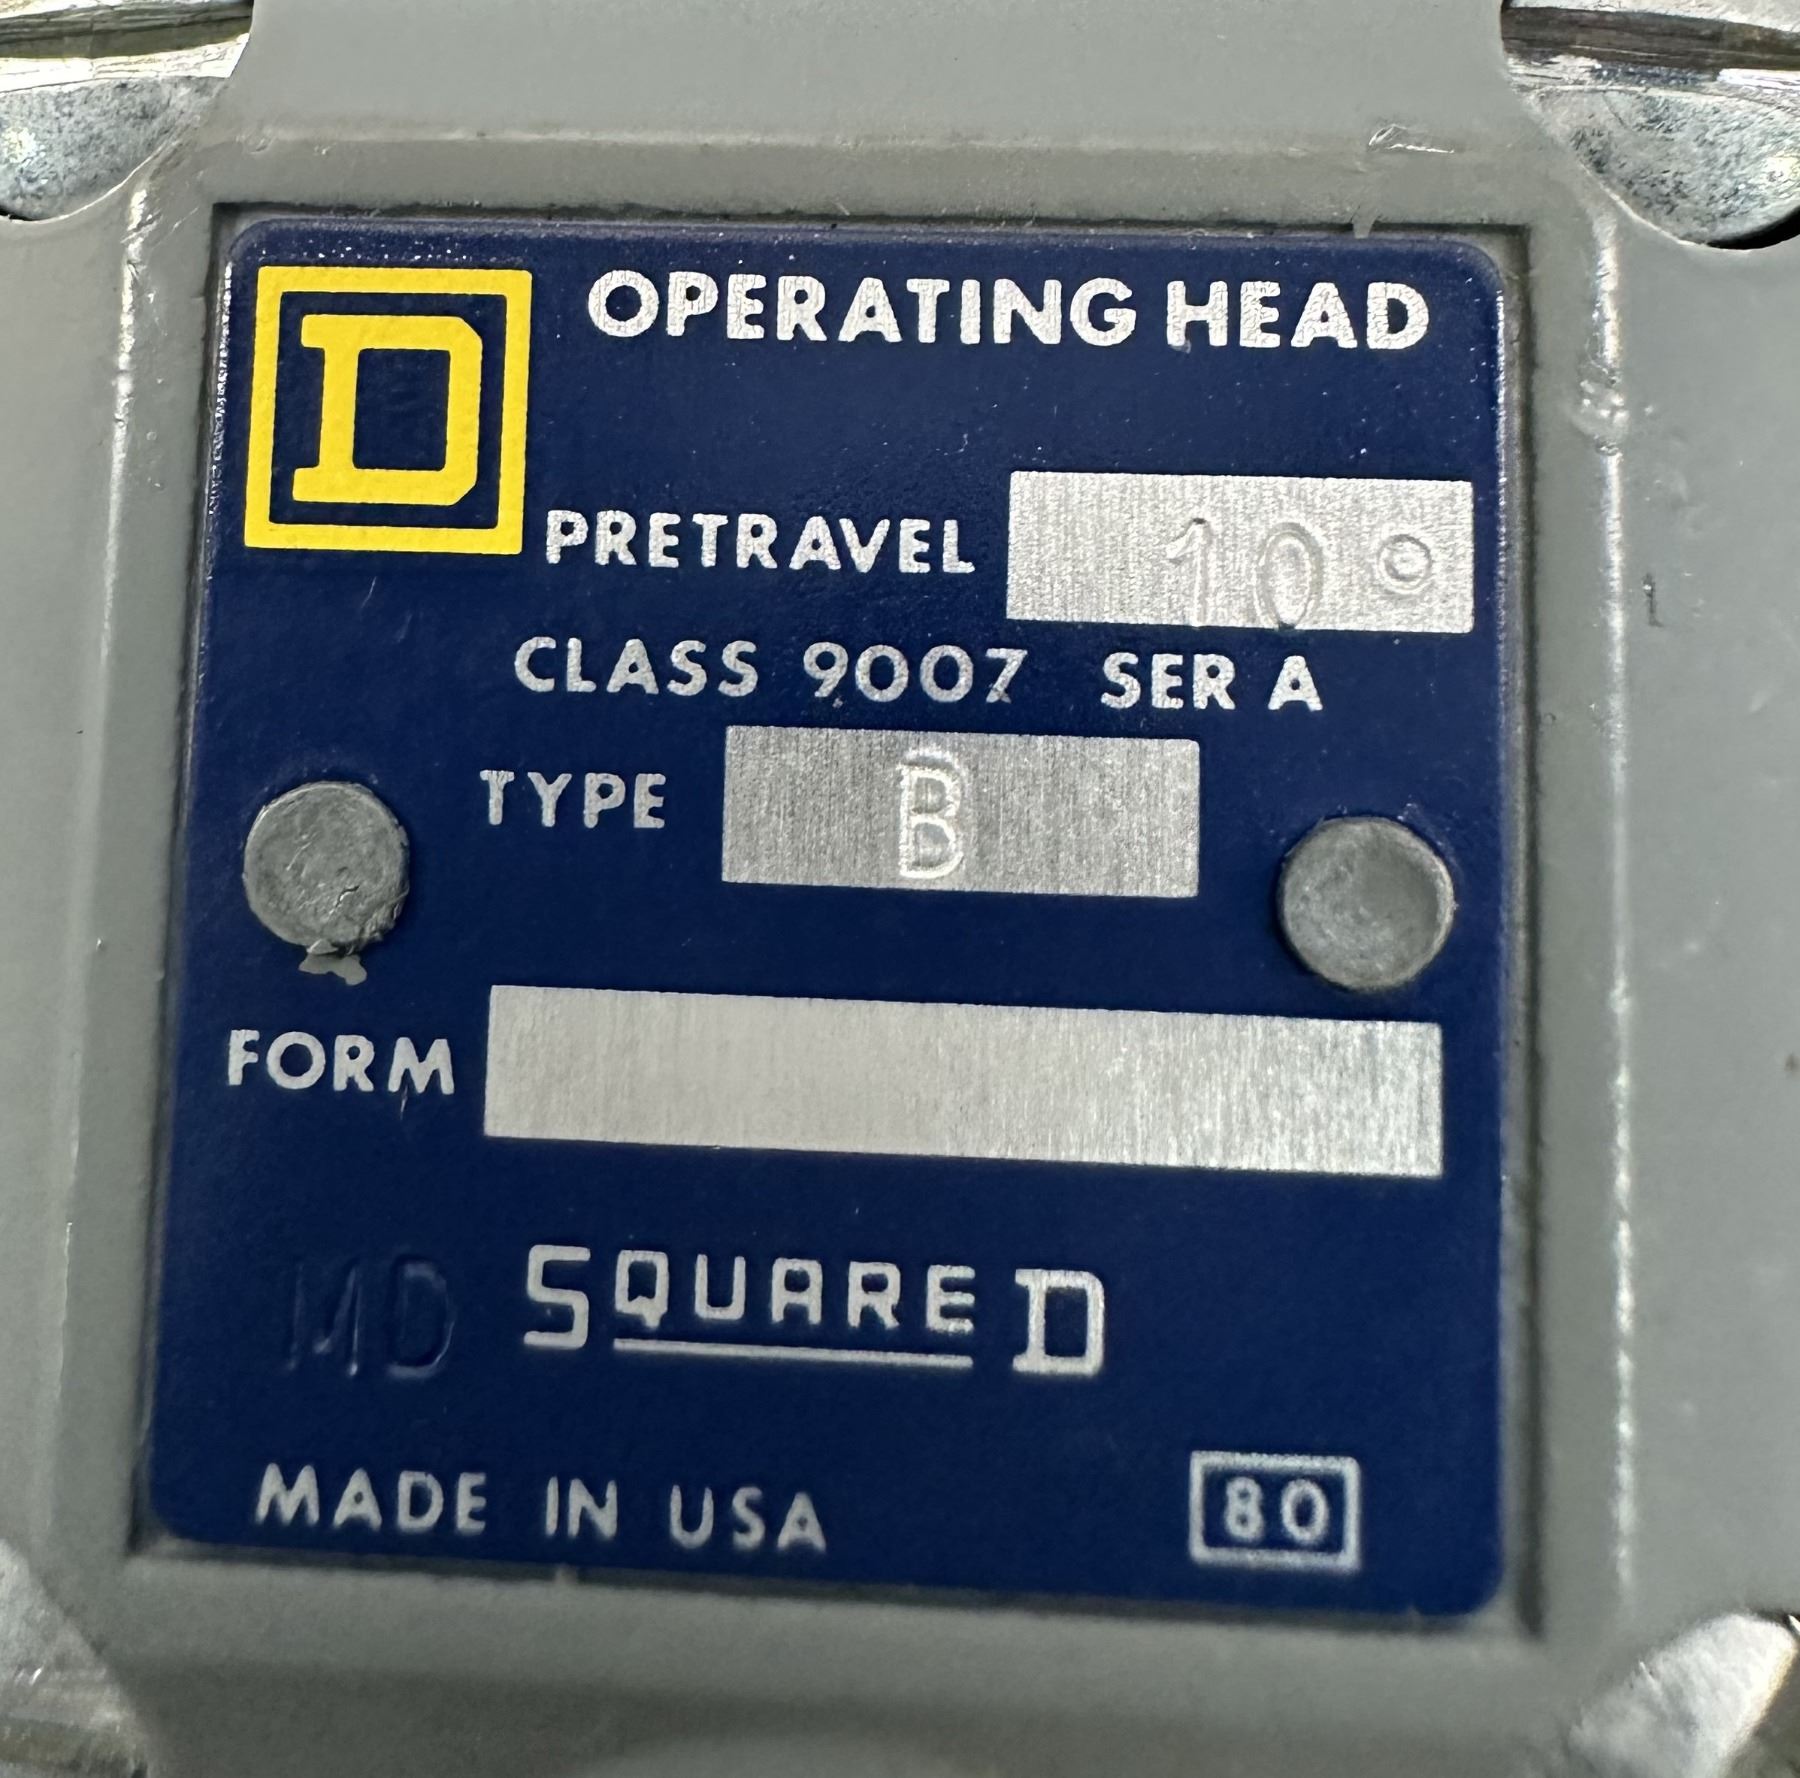 D OPERATING HEAD
PRETRAVEL 10°
CLASS 9007 SER A
TYPE B
FORM
MD SQUARE D
MADE IN USA 80